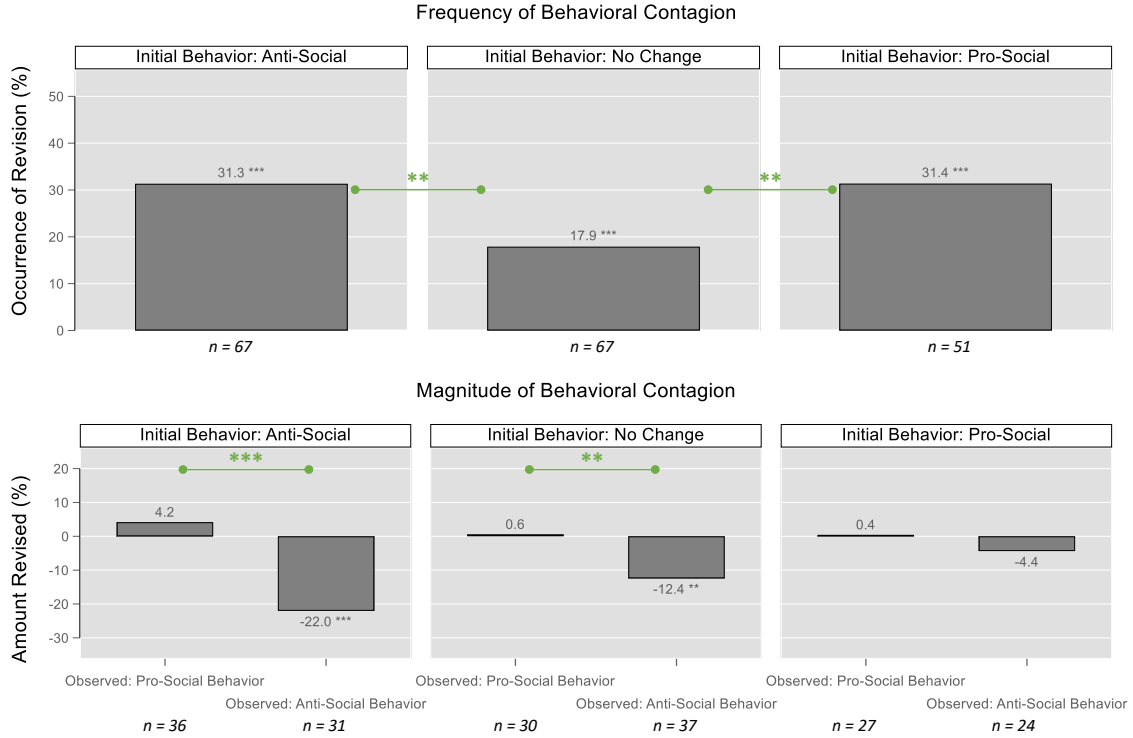 Frequency of Behavioral Contagion
Initial Behavior: Anti-Social
Initial Behavior: No Change
Initial Behavior: Pro-Social
Occurrence of Revision (%)
50
40
30
20
10
0
31.3 ***
**
17.9 ***
**
31.4 ***
n = 67
n = 67
n = 51
Magnitude of Behavioral Contagion
Initial Behavior: Anti-Social
Initial Behavior: No Change
Initial Behavior: Pro-Social
Amount Revised (%)
20
10
0
-10
-20
-30
***
4.2
-22.0 ***
**
0.6
-12.4 **
0.4
-4.4
Observed: Pro-Social Behavior
Observed: Anti-Social Behavior
Observed: Pro-Social Behavior
Observed: Anti-Social Behavior
Observed: Pro-Social Behavior
Observed: Anti-Social Behavior
n = 36
n = 31
n = 30
n = 37
n = 27
n = 24